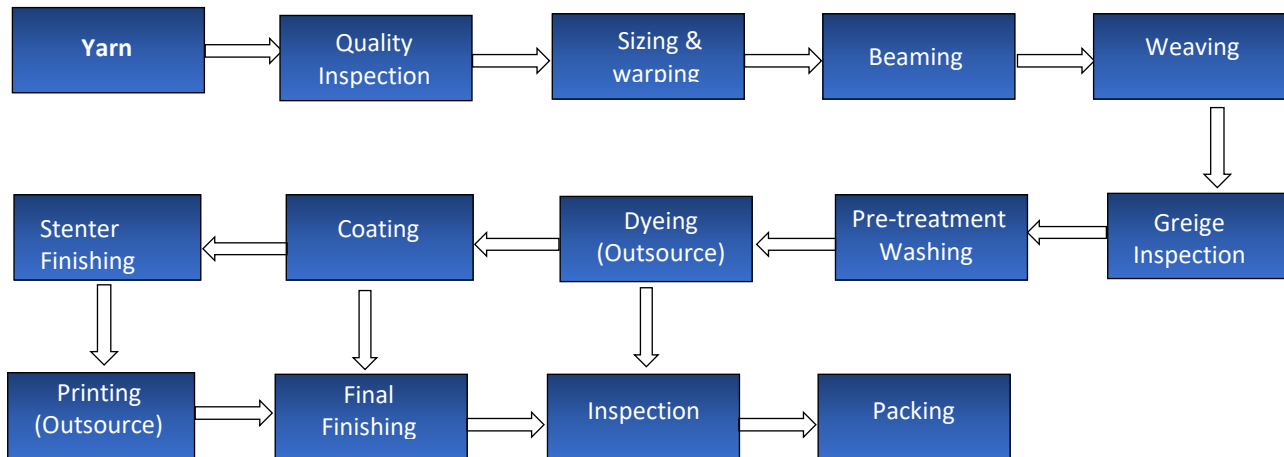 Yarn
Quality
Inspection
Sizing &
warping
Beaming
Weaving
Stenter
Finishing
Coating
Dyeing
(Outsource)
Pre-treatment
Washing
Greige
Inspection
Printing
(Outsource)
Final
Finishing
Inspection
Packing